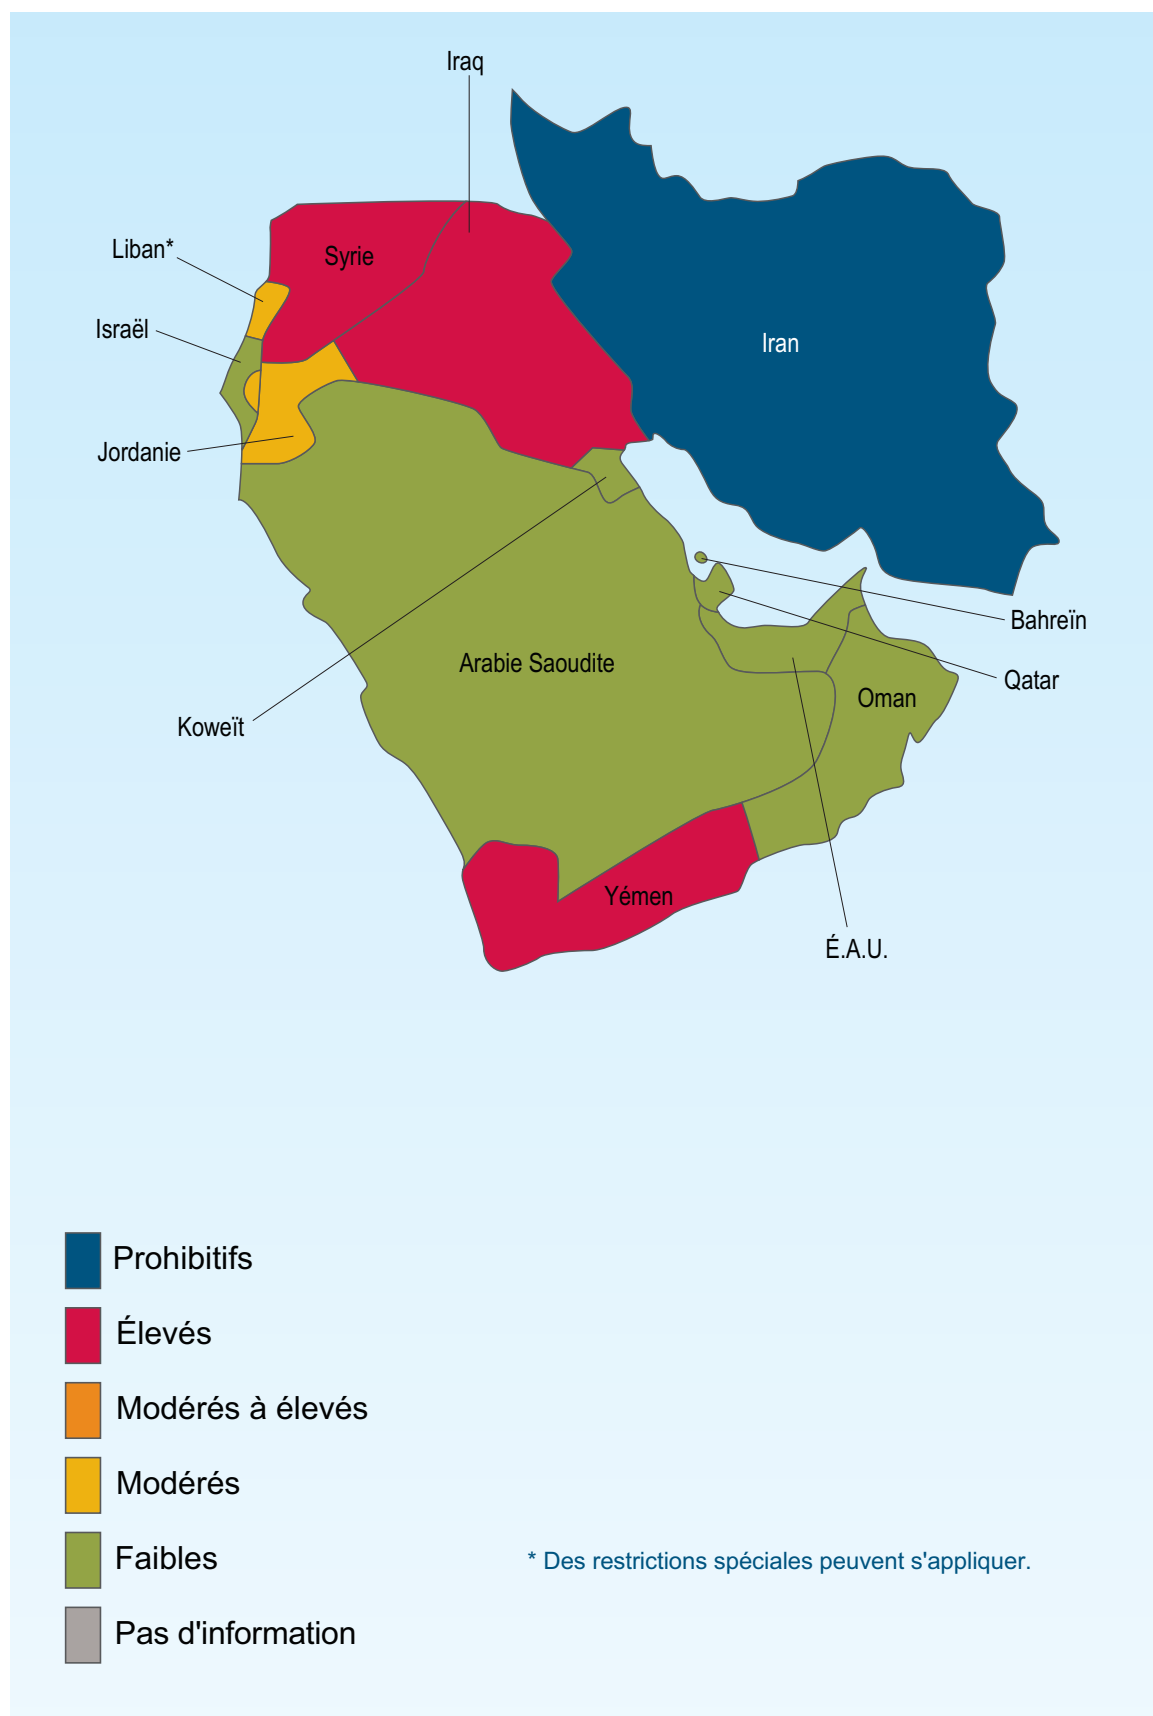 Iraq
Liban*
Syrie
Israël
Iran
Jordanie
Bahreïn
Arabie Saoudite
Qatar
Oman
Koweït
Yémen
É.A.U.
Prohibitifs
Élevés
Modérés à élevés
Modérés
Faibles
* Des restrictions spéciales peuvent s'appliquer.
Pas d'information